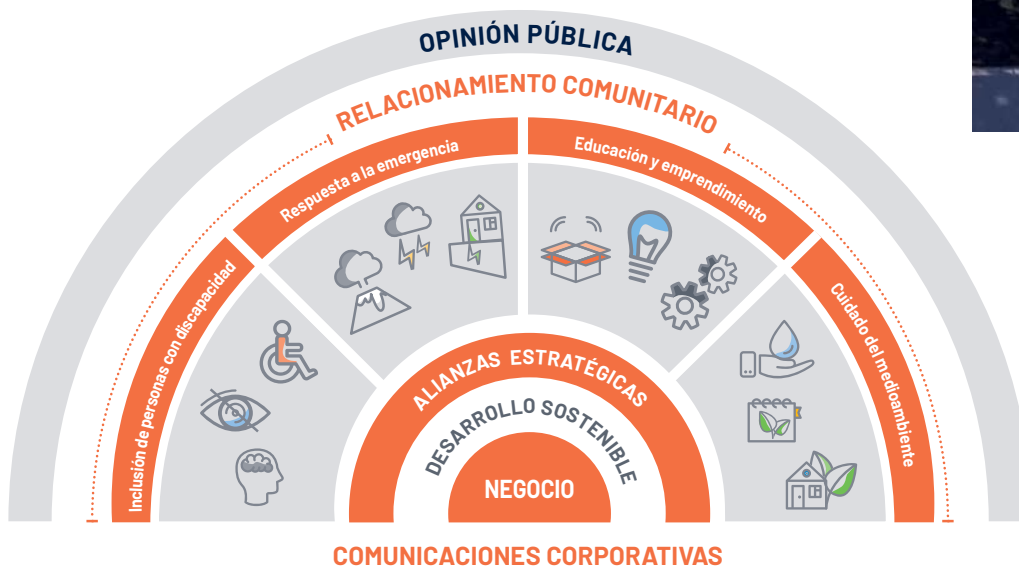 OPINIÓN PÚBLICA
RELACIONAMIENTO COMUNITARIO
Respuesta a la emergencia
Educación y emprendimiento
Inclusión de personas con discapacidad
Cuidado del medioambiente
ALIANZAS ESTRATÉGICAS
DESARROLLO SOSTENIBLE
NEGOCIO
COMUNICACIONES CORPORATIVAS